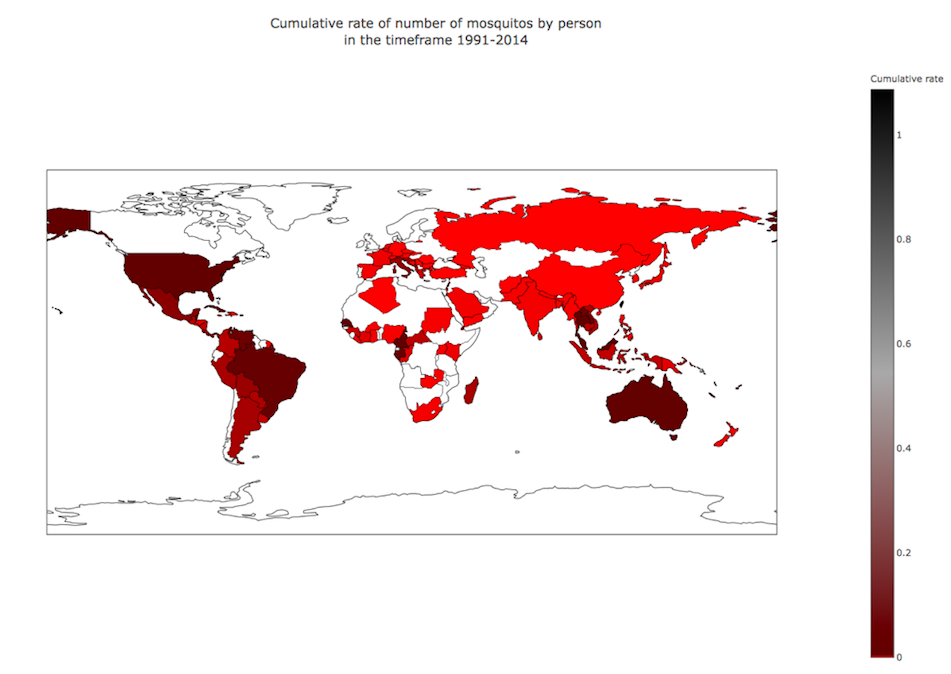 Cumulative rate of number of mosquitos by person
in the timeframe 1991-2014
Cumulative rate
1
0.8
0.6
0.4
0.2
0